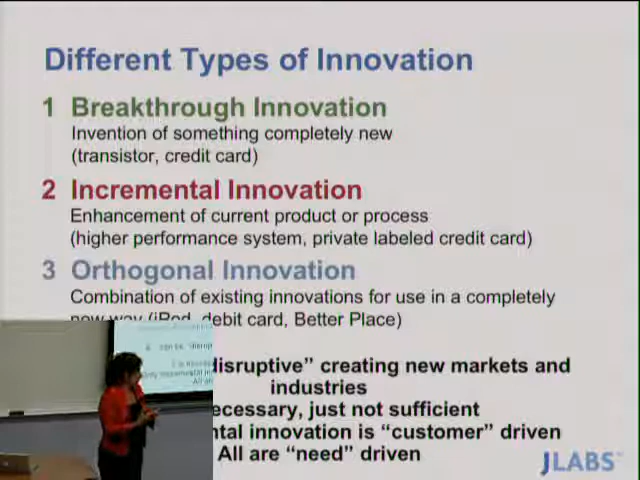 Different Types of Innovation
1 Breakthrough Innovation
Invention of something completely new
(transistor, credit card)
2 Incremental Innovation
Enhancement of current product or process
(higher performance system, private labeled credit card)
3 Orthogonal Innovation
Combination of existing innovations for use in a completely
new way (iPod, debit card, Better Place)
disruptive” creating new markets and
industries
ecessary, just not sufficient
ntal innovation is “customer” driven
All are “need” driven
JLABS